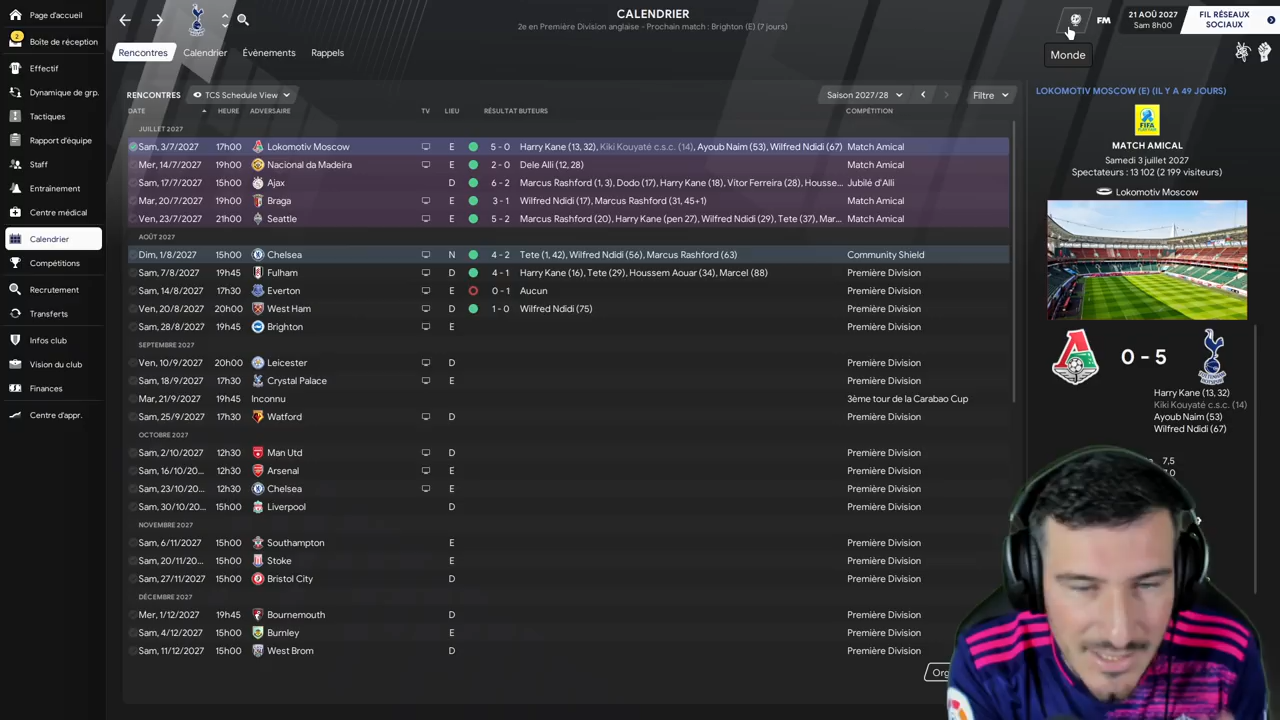 Page d'accueil
2
Boîte de réception
Effectif
Dynamique de grp.
Tactiques
Rapport d'équipe
Staff
Entrainement
Centre médical
Calendrier
Compétitions
Recrutement
Transferts
Infos club
Vision du club
Finances
Centre d'appr.
CALENDRIER
2e en Première Division anglaise - Prochain match : Brighton (E) (7 jours)
FM
21 AOÛ 2027
Sam 8h00
FIL RÉSEAUX
SOCIAUX
Monde
Rencontres Calendrier Évènements Rappels
RENCONTRES TCS Schedule View Saison 2027/28 Filtre
DATE HEURE ADVERSAIRE TV LIEU RÉSULTAT BUTEURS COMPÉTITION
JUILLET 2027
Sam, 3/7/2027 17h00 Lokomotiv Moscow E 5 - 0 Harry Kane (13, 32), Kiki Kouyaté c.s.c. (14), Ayoub Naim (53), Wilfred Ndidi (67) Match Amical
Mer, 14/7/2027 19h00 Nacional da Madeira E 2 - 0 Dele Alli (12, 28) Match Amical
Sam, 17/7/2027 15h00 Ajax D 6 - 2 Marcus Rashford (1, 3), Dodo (17), Harry Kane (18), Vitor Ferreira (28), Housse... Jubilé d'Alli
Mar, 20/7/2027 19h00 Braga E 3 - 1 Wilfred Ndidi (17), Marcus Rashford (31, 45+1) Match Amical
Ven, 23/7/2027 21h00 Seattle E 5 - 2 Marcus Rashford (20), Harry Kane (pen 27), Wilfred Ndidi (29), Tete (37), Mar... Match Amical
AOÛT 2027
Dim, 1/8/2027 15h00 Chelsea N 4 - 2 Tete (1, 42), Wilfred Ndidi (56), Marcus Rashford (63) Community Shield
Sam, 7/8/2027 19h45 Fulham D 4 - 1 Harry Kane (16), Tete (29), Houssem Aouar (34), Marcel (88) Première Division
Sam, 14/8/2027 17h30 Everton E 0 - 1 Aucun Première Division
Ven, 20/8/2027 20h00 West Ham D 1 - 0 Wilfred Ndidi (75) Première Division
Sam, 28/8/2027 19h45 Brighton E Première Division
SEPTEMBRE 2027
Ven, 10/9/2027 20h00 Leicester D Première Division
Sam, 18/9/2027 17h30 Crystal Palace E Première Division
Mar, 21/9/2027 19h45 Inconnu 3ème tour de la Carabao Cup
Sam, 25/9/2027 17h30 Watford D Première Division
OCTOBRE 2027
Sam, 2/10/2027 12h30 Man Utd D Première Division
Sam, 16/10/20... 12h30 Arsenal E Première Division
Sam, 23/10/20... 12h30 Chelsea E Première Division
Sam, 30/10/20... 15h00 Liverpool D Première Division
NOVEMBRE 2027
Sam, 6/11/2027 15h00 Southampton E Première Division
Sam, 20/11/20... 15h00 Stoke E Première Division
Sam, 27/11/2027 15h00 Bristol City D Première Division
DÉCEMBRE 2027
Mer, 1/12/2027 19h45 Bournemouth D Première Division
Sam, 4/12/2027 15h00 Burnley E Première Division
Sam, 11/12/2027 15h00 West Brom D Première Division
LOKOMOTIV MOSCOW (E) (IL Y A 49 JOURS)
MATCH AMICAL
Samedi 3 juillet 2027
Spectateurs : 13 102 (2 199 visiteurs)
Lokomotiv Moscow
0 - 5
Harry Kane (13, 32)
Kiki Kouyaté c.s.c. (14)
Ayoub Naim (53)
Wilfred Ndidi (67)
7,5